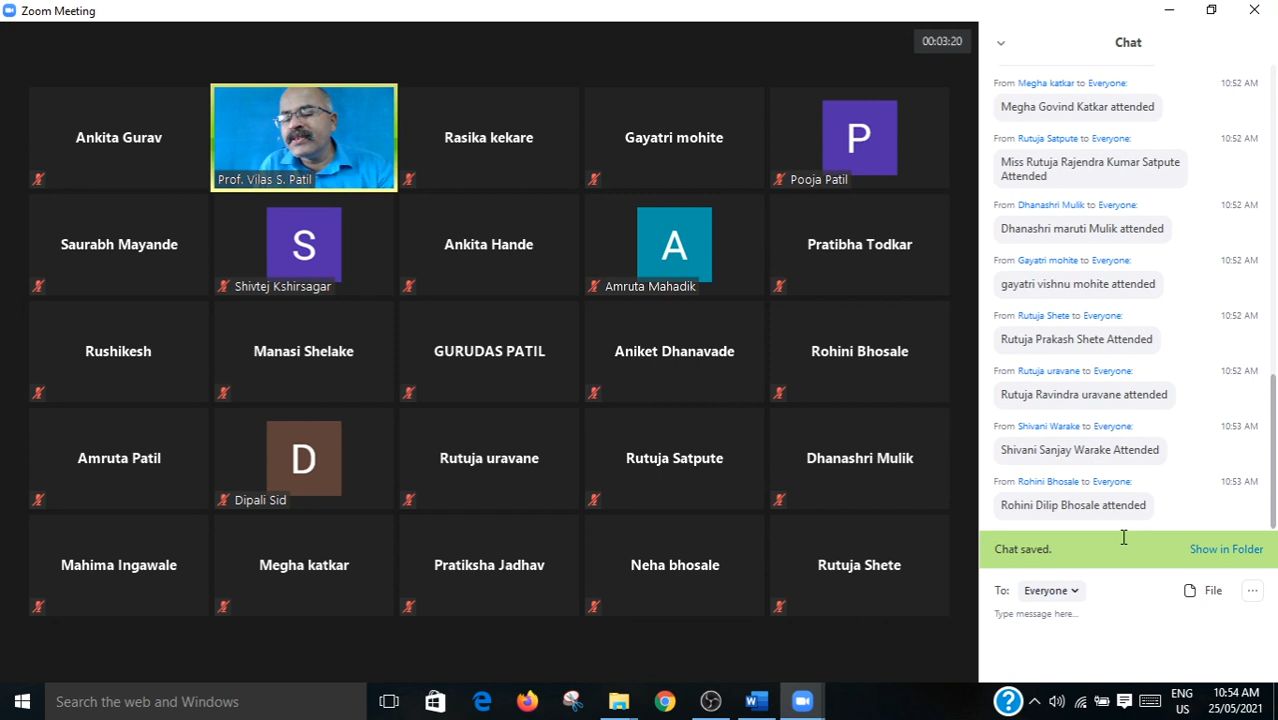 Zoom Meeting
00:03:20
Ankita Gurav
Prof. Vilas S. Patil
Rasika kekare
Gayatri mohite
P
Pooja Patil
Saurabh Mayande
S
Shivtej Kshirsagar
Ankita Hande
A
Amruta Mahadik
Pratibha Todkar
Rushikesh
Manasi Shelake
GURUDAS PATIL
Aniket Dhanavade
Rohini Bhosale
Amruta Patil
D
Dipali Sid
Rutuja uravane
Rutuja Satpute
Dhanashri Mulik
Mahima Ingawale
Megha katkar
Pratiksha Jadhav
Neha bhosale
Rutuja Shete
Chat
From Megha katkar to Everyone: 10:52 AM
Megha Govind Katkar attended
From Rutuja Satpute to Everyone: 10:52 AM
Miss Rutuja Rajendra Kumar Satpute
Attended
From Dhanashri Mulik to Everyone: 10:52 AM
Dhanashri maruti Mulik attended
From Gayatri mohite to Everyone: 10:52 AM
gayatri vishnu mohite attended
From Rutuja Shete to Everyone: 10:52 AM
Rutuja Prakash Shete Attended
From Rutuja uravane to Everyone: 10:52 AM
Rutuja Ravindra uravane attended
From Shivani Warake to Everyone: 10:53 AM
Shivani Sanjay Warake Attended
From Rohini Bhosale to Everyone: 10:53 AM
Rohini Dilip Bhosale attended
Chat saved. Show in Folder
To: Everyone File ...
Type message here...
Search the web and Windows
W
?
ENG
US
10:54 AM
25/05/2021